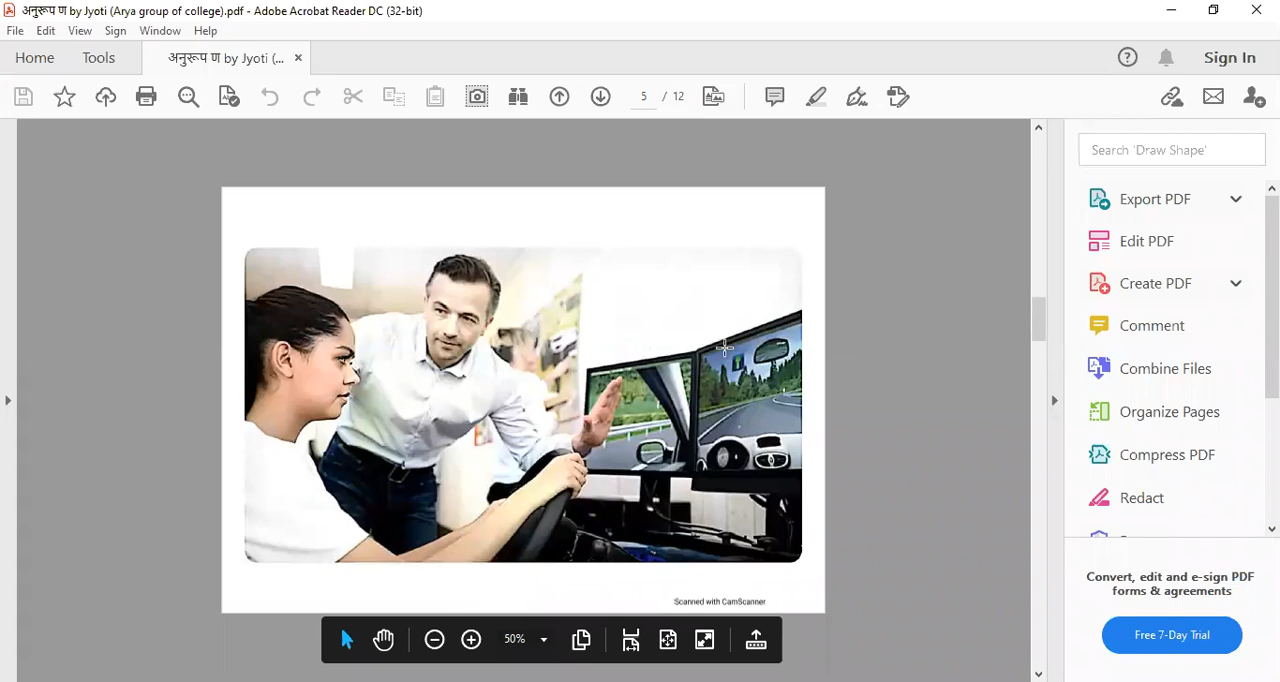 अनुरूप ण by Jyoti (Arya group of college).pdf - Adobe Acrobat Reader DC (32-bit)
File Edit View Sign Window Help
Home Tools अनुरूप ण by Jyoti (... × Sign In
5 / 12
Search 'Draw Shape'
Export PDF
Edit PDF
Create PDF
Comment
Combine Files
Organize Pages
Compress PDF
Redact
Convert, edit and e-sign PDF
forms & agreements
Free 7-Day Trial
Scanned with CamScanner
50%